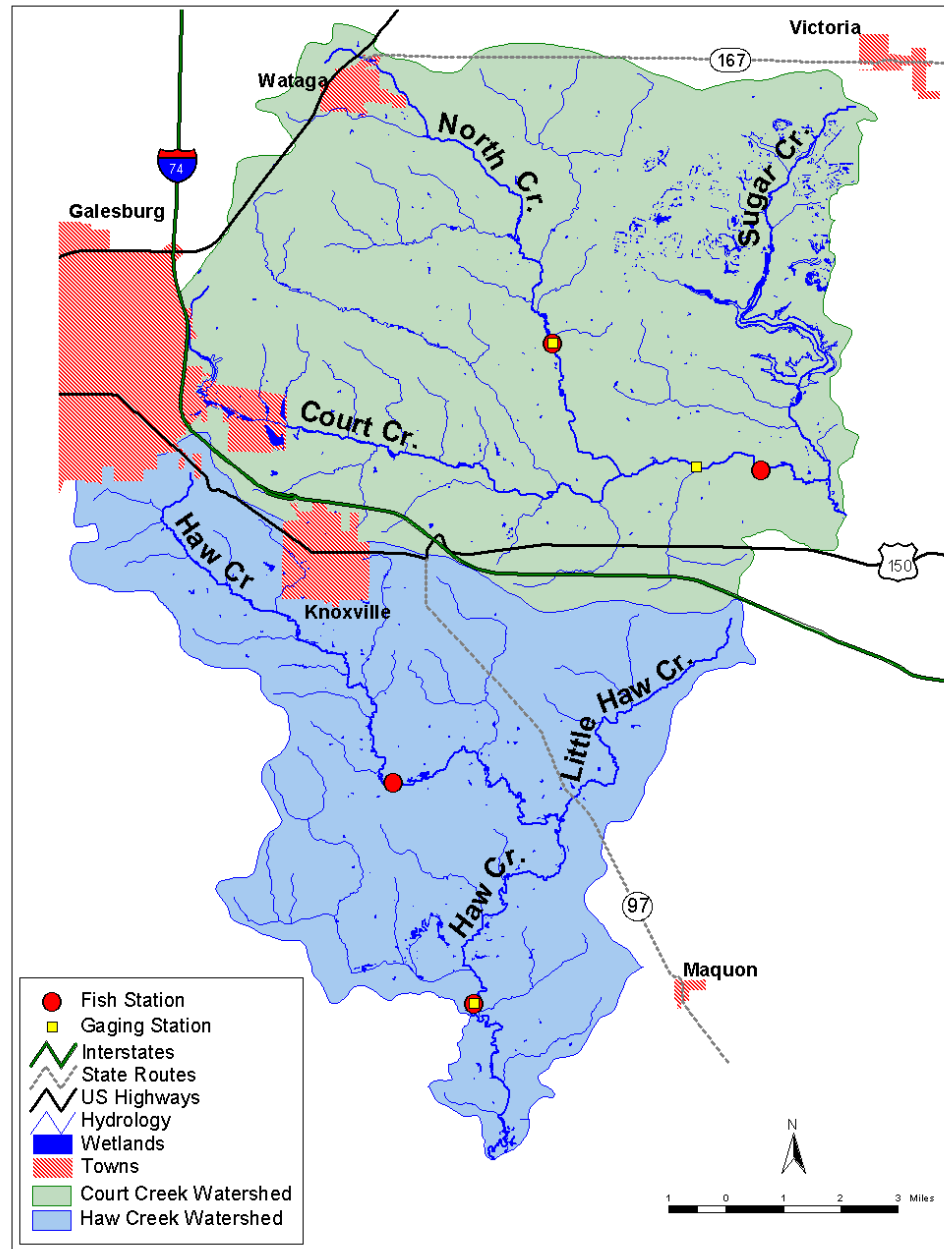 Victoria
167
Wataga
North Cr.
Sugar Cr.
74
Galesburg
Court Cr.
Haw Cr
150
Knoxville
Little Haw Cr.
Haw Cr.
97
Maquon
Fish Station
Gaging Station
Interstates
State Routes
US Highways
Hydrology
Wetlands
Towns
Court Creek Watershed
Haw Creek Watershed
N
1 0 1 2 3 Miles